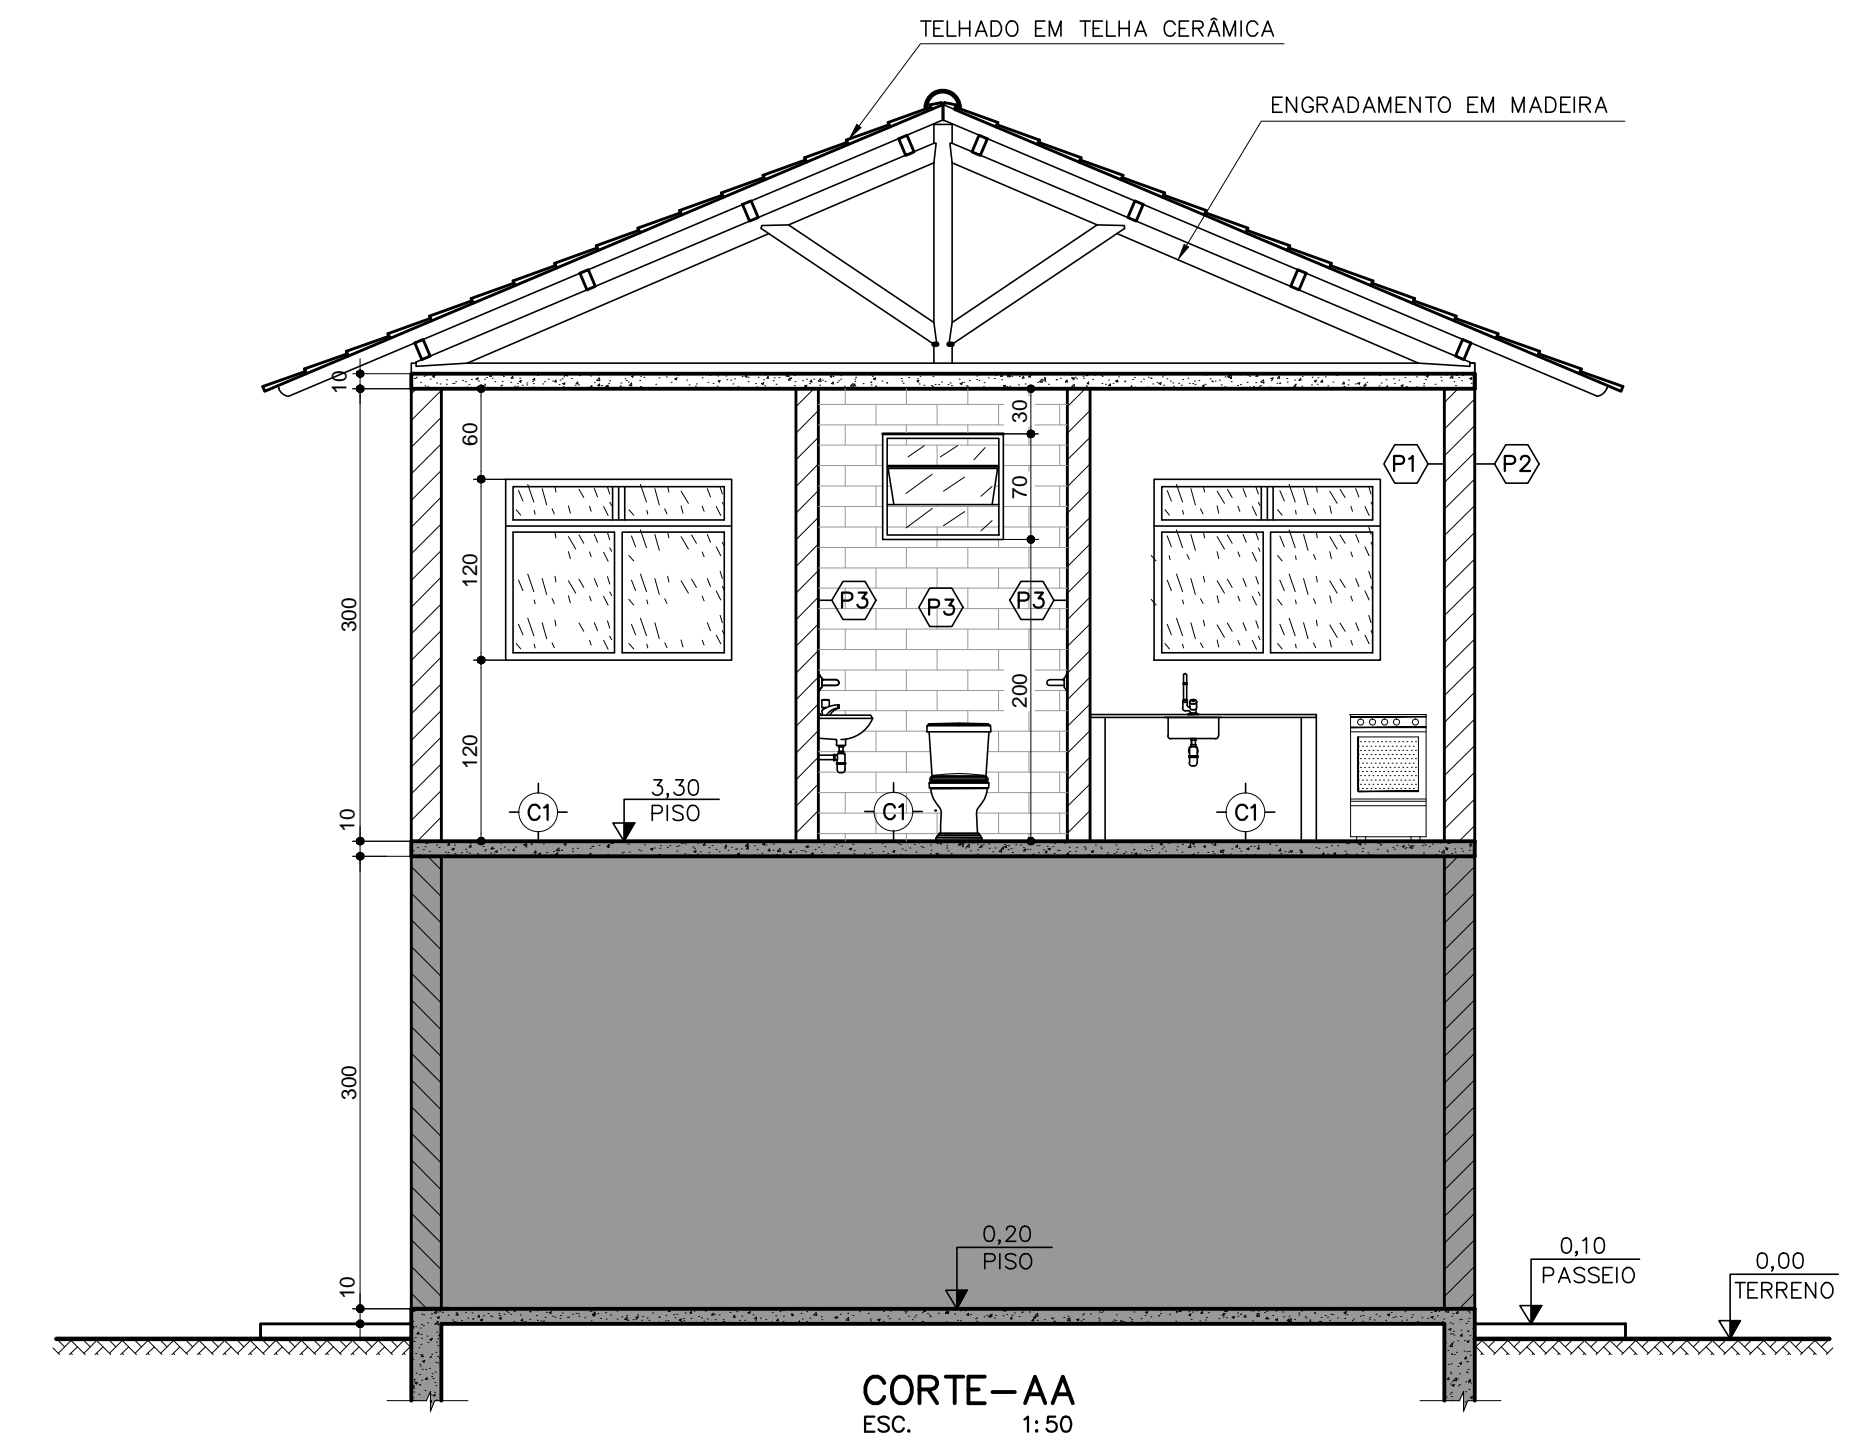 TELHADO EM TELHA CERÂMICA
ENGRADAMENTO EM MADEIRA
10
60
30
P1
P2
70
120
300
P3
P3
P3
200
120
3,30
PISO
10
C1
C1
C1
300
0,20
PISO
10
0,10
PASSEIO
0,00
TERRENO
CORTE-AA
ESC. 1:50